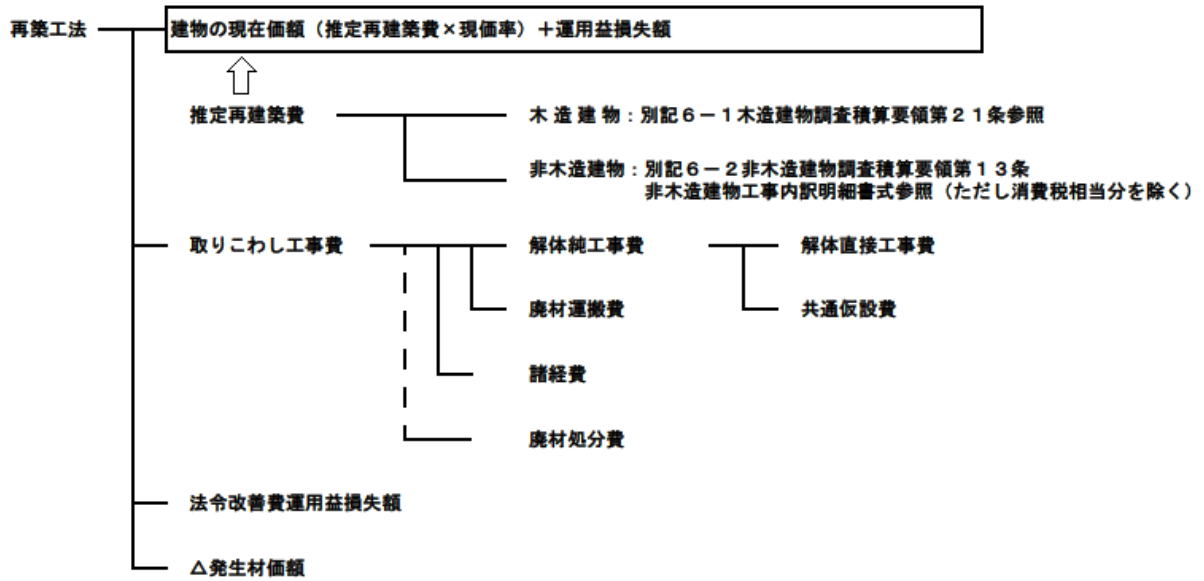 再築工法
建物の現在価額（推定再建築費×現価率）＋運用益損失額
推定再建築費
木 造 建 物：別記６－１木造建物調査積算要領第２１条参照
非木造建物：別記６－２非木造建物調査積算要領第１３条
非木造建物工事内訳明細書式参照（ただし消費税相当分を除く）
取りこわし工事費
解体純工事費
解体直接工事費
廃材運搬費
共通仮設費
諸経費
廃材処分費
法令改善費運用益損失額
△発生材価額